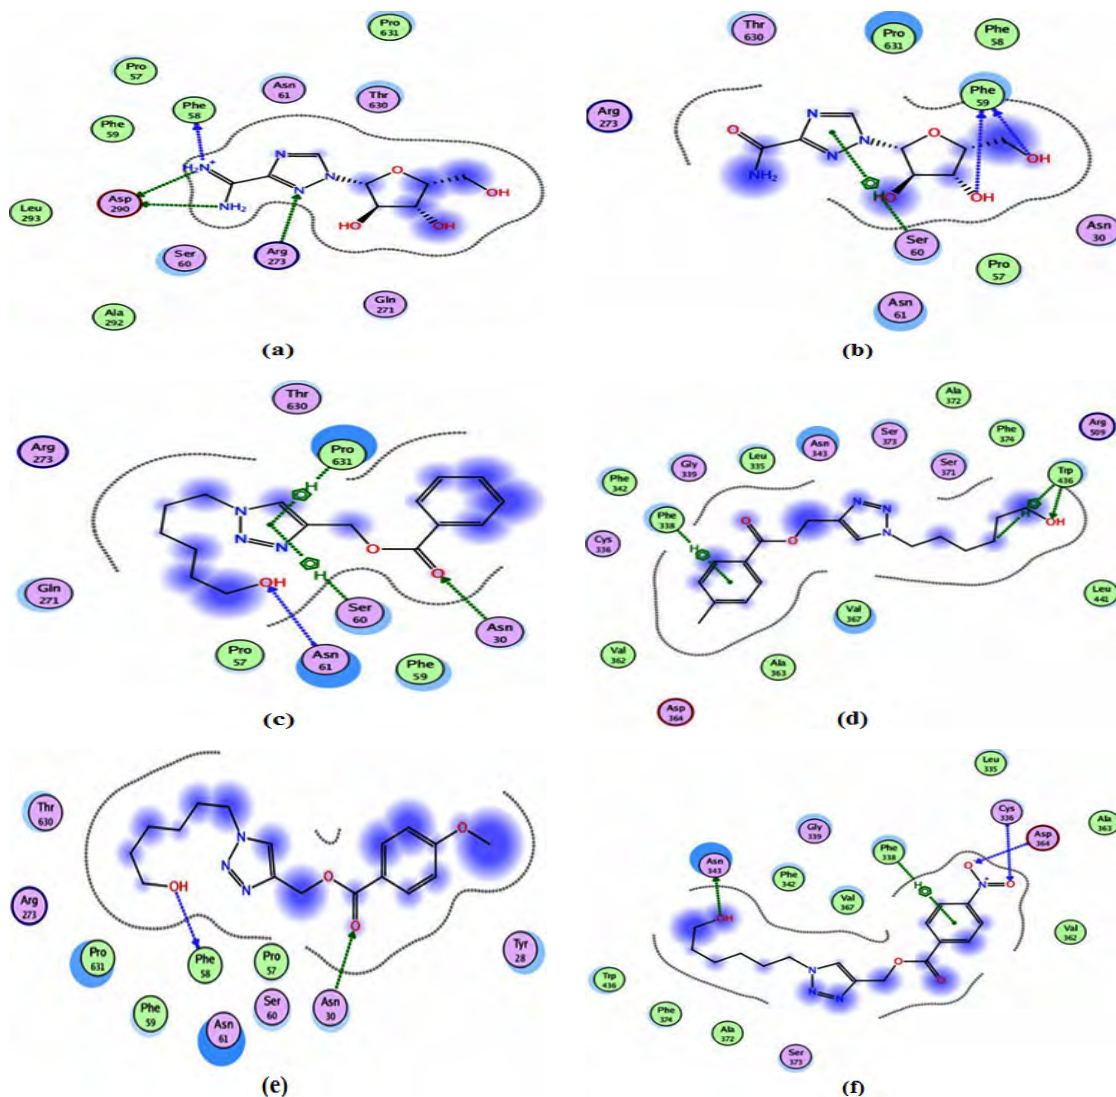 Pro
631
Pro
57
Phe
58
Asn
61
Thr
630
Phe
59
H₂N⁺
N
N
N
O
Asp
290
NH₂
OH
HO
OH
Leu
293
Ser
60
Arg
273
Ala
292
Gln
271
(a)
Thr
630
Pro
631
Phe
58
Phe
59
Arg
273
O
N
N
N
O
NH₂
OH
H
HO
OH
Ser
60
Asn
30
Pro
57
Asn
61
(b)
Thr
630
Arg
273
Pro
631
H
N
N=N
O
O
H
OH
Gln
271
Ser
60
Asn
30
Pro
57
Asn
61
Phe
59
(c)
Ala
372
Arg
509
Ser
373
Phe
374
Asn
343
Leu
335
Gly
339
Ser
371
Trp
436
Phe
342
Phe
338
N=N
N
O
O
OH
H
Cys
336
Leu
441
Val
367
Val
362
Ala
363
Asp
364
(d)
Thr
630
N
N=N
O
OH
O
O
Arg
273
Pro
631
Phe
58
Pro
57
Tyr
28
Phe
59
Asn
61
Ser
60
Asn
30
(e)
Leu
335
Cys
336
Ala
363
Gly
339
Asp
364
Asn
343
Phe
338
Phe
342
Val
367
O
N⁺
O
H
OH
Val
362
Trp
436
N
N=N
O
O
Phe
374
Ala
372
Ser
373
(f)